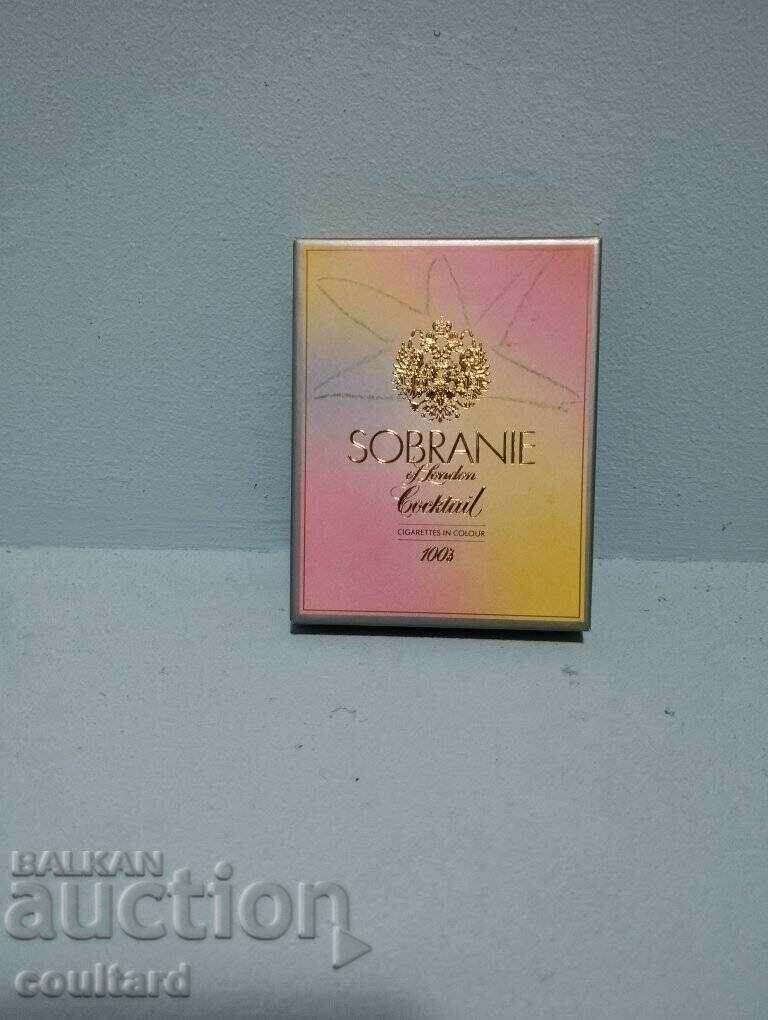 SOBRANIE
of London
Cocktail
CIGARETTES IN COLOUR
100's
BALKAN
auction
coultard